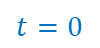 t = 0